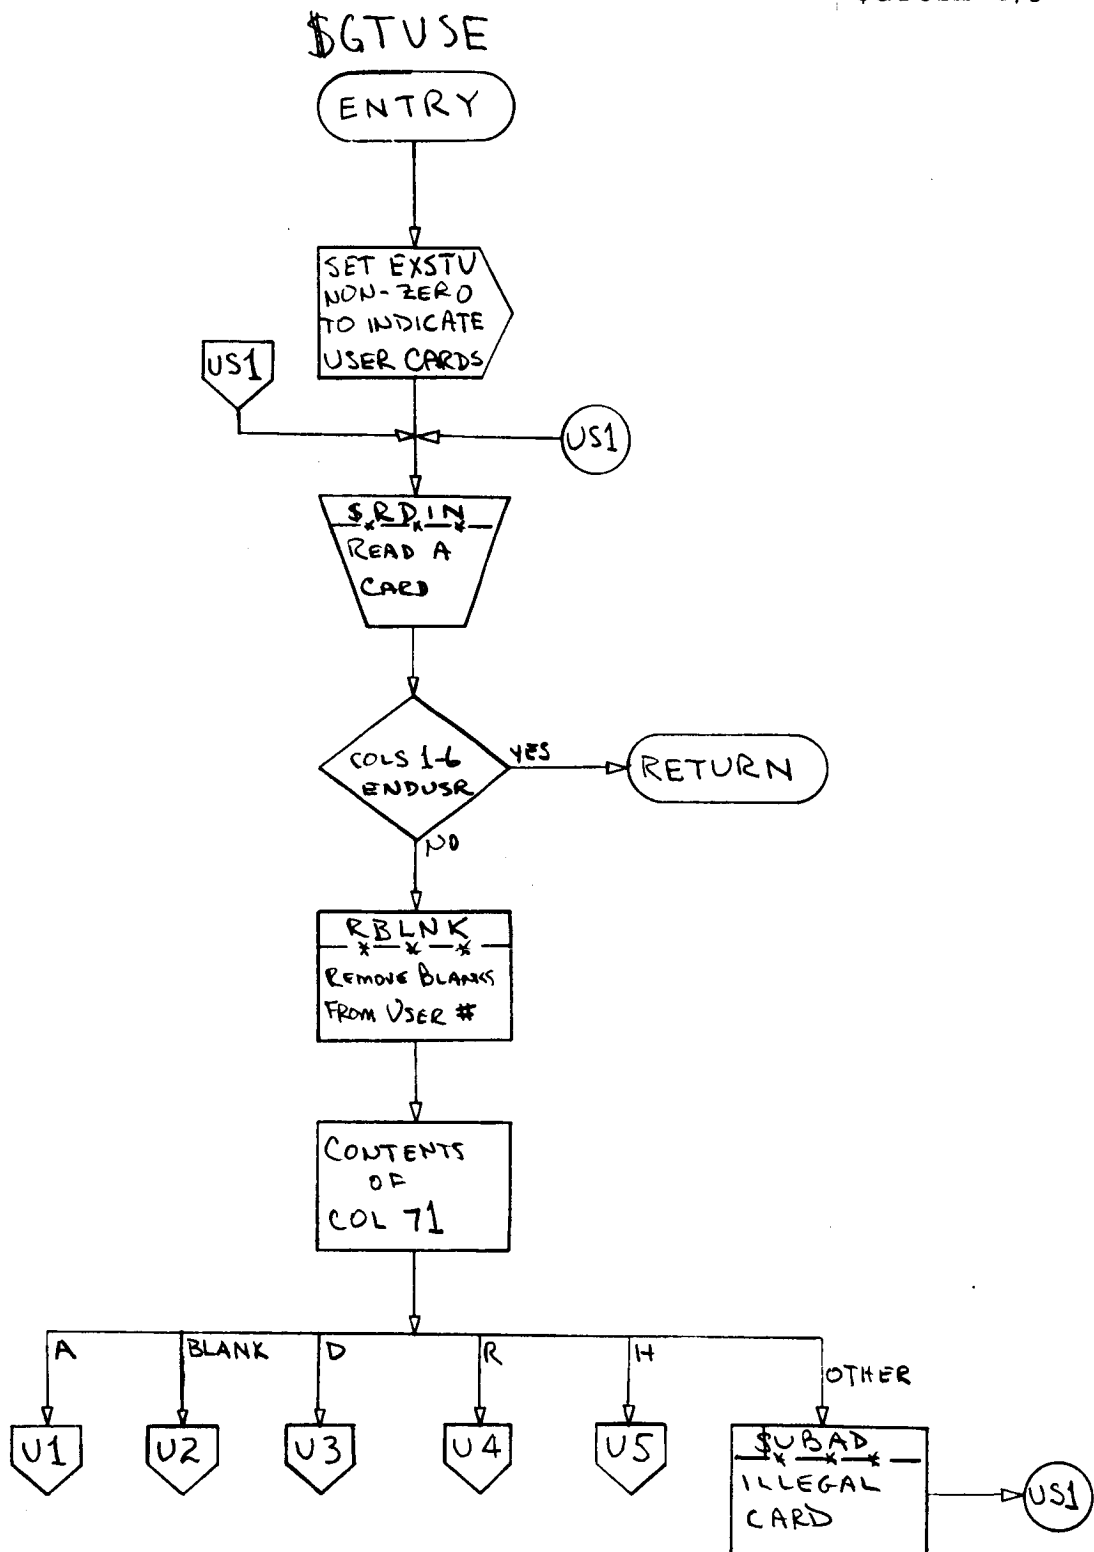 $GTUSE
ENTRY
SET EXSTU
NON-ZERO
TO INDICATE
USER CARDS
US1
US1
$RDIN
READ A
CARD
COLS 1-6
ENDUSR
YES
RETURN
NO
RBLNK
REMOVE BLANKS
FROM USER #
CONTENTS
OF
COL 71
A
BLANK
D
R
H
OTHER
U1
U2
U3
U4
U5
$UBAD
ILLEGAL
CARD
US1